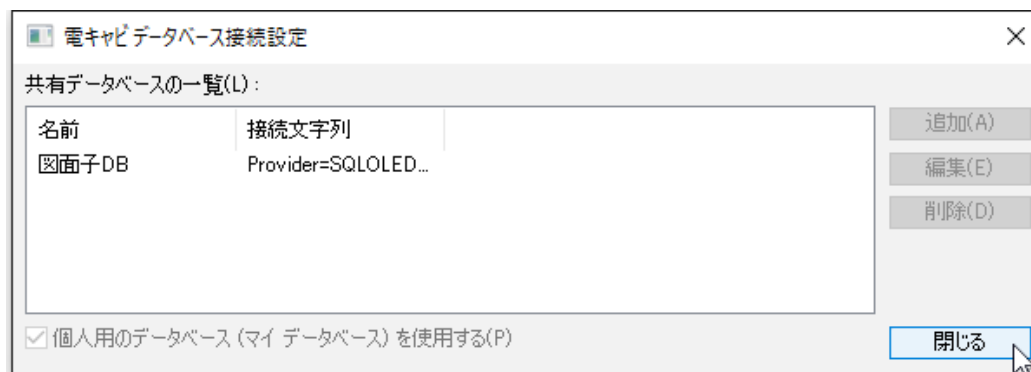 電キャビデータベース接続設定
共有データベースの一覧(L) :
名前 接続文字列
図面子DB Provider=SQLOLED...
追加(A)
編集(E)
削除(D)
個人用のデータベース (マイ データベース) を使用する(P)
閉じる